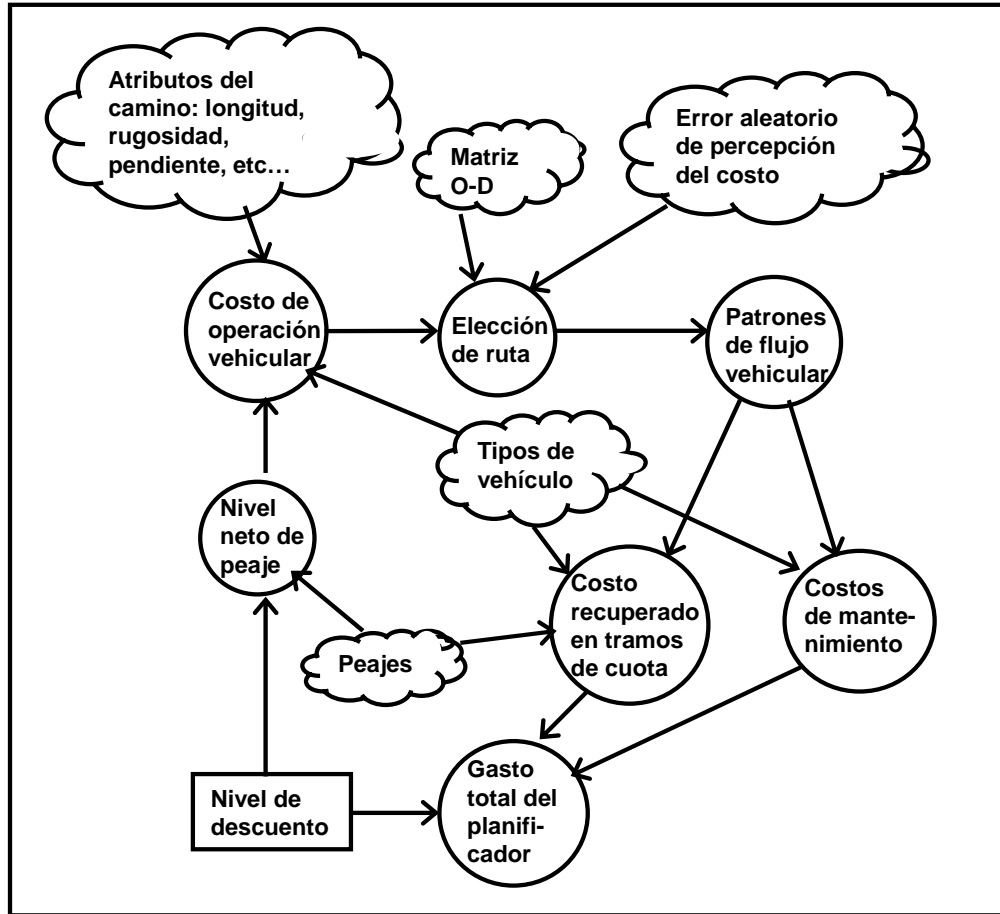 Atributos del
camino: longitud,
rugosidad,
pendiente, etc…
Matriz
O-D
Error aleatorio
de percepción
del costo
Costo de
operación
vehicular
Elección
de ruta
Patrones
de flujo
vehicular
Tipos de
vehículo
Nivel
neto de
peaje
Costo
recuperado
en tramos
de cuota
Costos
de mante-
nimiento
Peajes
Nivel de
descuento
Gasto
total del
planifi-
cador